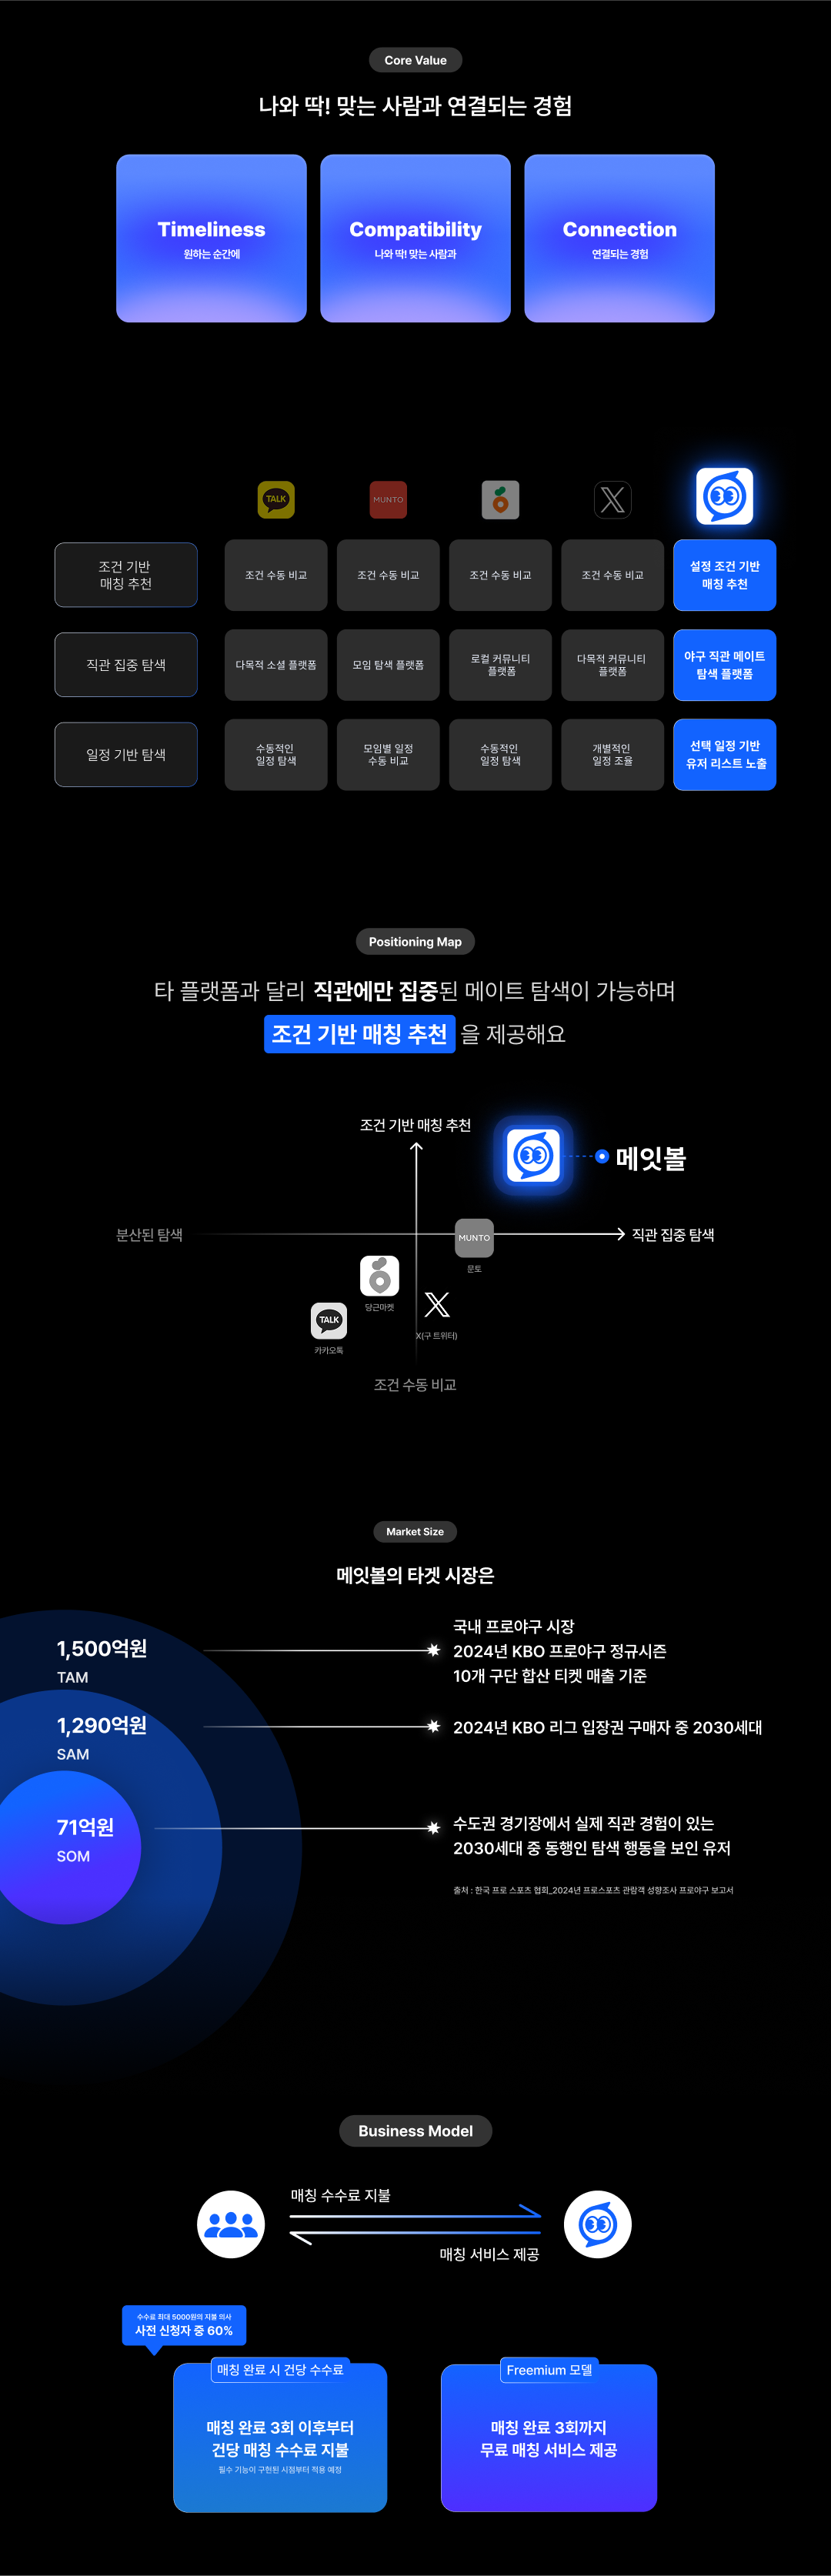 Core Value
나와 딱! 맞는 사람과 연결되는 경험
Timeliness
원하는 순간에
Compatibility
나와 딱! 맞는 사람과
Connection
연결되는 경험
TALK
MUNTO
조건 기반
매칭 추천
조건 수동 비교
조건 수동 비교
조건 수동 비교
조건 수동 비교
설정 조건 기반
매칭 추천
직관 집중 탐색
다목적 소셜 플랫폼
모임 탐색 플랫폼
로컬 커뮤니티
플랫폼
다목적 커뮤니티
플랫폼
야구 직관 메이트
탐색 플랫폼
일정 기반 탐색
수동적인
일정 탐색
모임별 일정
수동 비교
수동적인
일정 탐색
개별적인
일정 조율
선택 일정 기반
유저 리스트 노출
Positioning Map
타 플랫폼과 달리 직관에만 집중된 메이트 탐색이 가능하며
조건 기반 매칭 추천 을 제공해요
조건 기반 매칭 추천
메잇볼
분산된 탐색
MUNTO
직관 집중 탐색
문토
당근마켓
TALK
X(구 트위터)
카카오톡
조건 수동 비교
Market Size
메잇볼의 타겟 시장은
1,500억원
TAM
국내 프로야구 시장
2024년 KBO 프로야구 정규시즌
10개 구단 합산 티켓 매출 기준
1,290억원
SAM
2024년 KBO 리그 입장권 구매자 중 2030세대
71억원
SOM
수도권 경기장에서 실제 직관 경험이 있는
2030세대 중 동행인 탐색 행동을 보인 유저
출처 : 한국 프로 스포츠 협회_2024년 프로스포츠 관람객 성향조사 프로야구 보고서
Business Model
매칭 수수료 지불
매칭 서비스 제공
수수료 최대 5000원의 지불 의사
사전 신청자 중 60%
매칭 완료 시 건당 수수료
매칭 완료 3회 이후부터
건당 매칭 수수료 지불
필수 기능이 구현된 시점부터 적용 예정
Freemium 모델
매칭 완료 3회까지
무료 매칭 서비스 제공